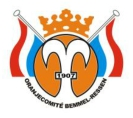 1907
ORANJECOMITÉ BEMMEL-RESSEN